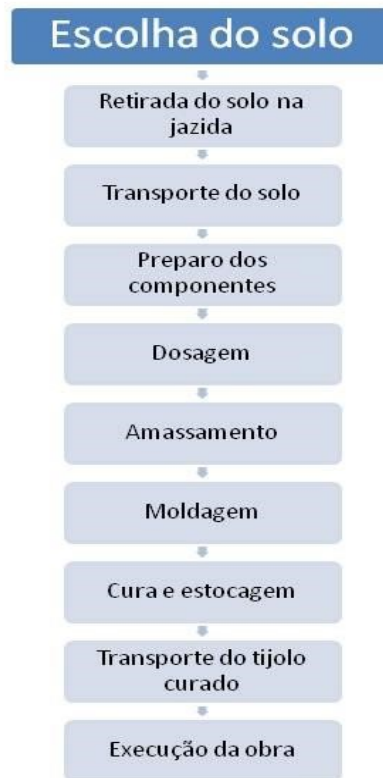 Escolha do solo
Retirada do solo na
jazida
Transporte do solo
Preparo dos
componentes
Dosagem
Amassamento
Moldagem
Cura e estocagem
Transporte do tijolo
curado
Execução da obra